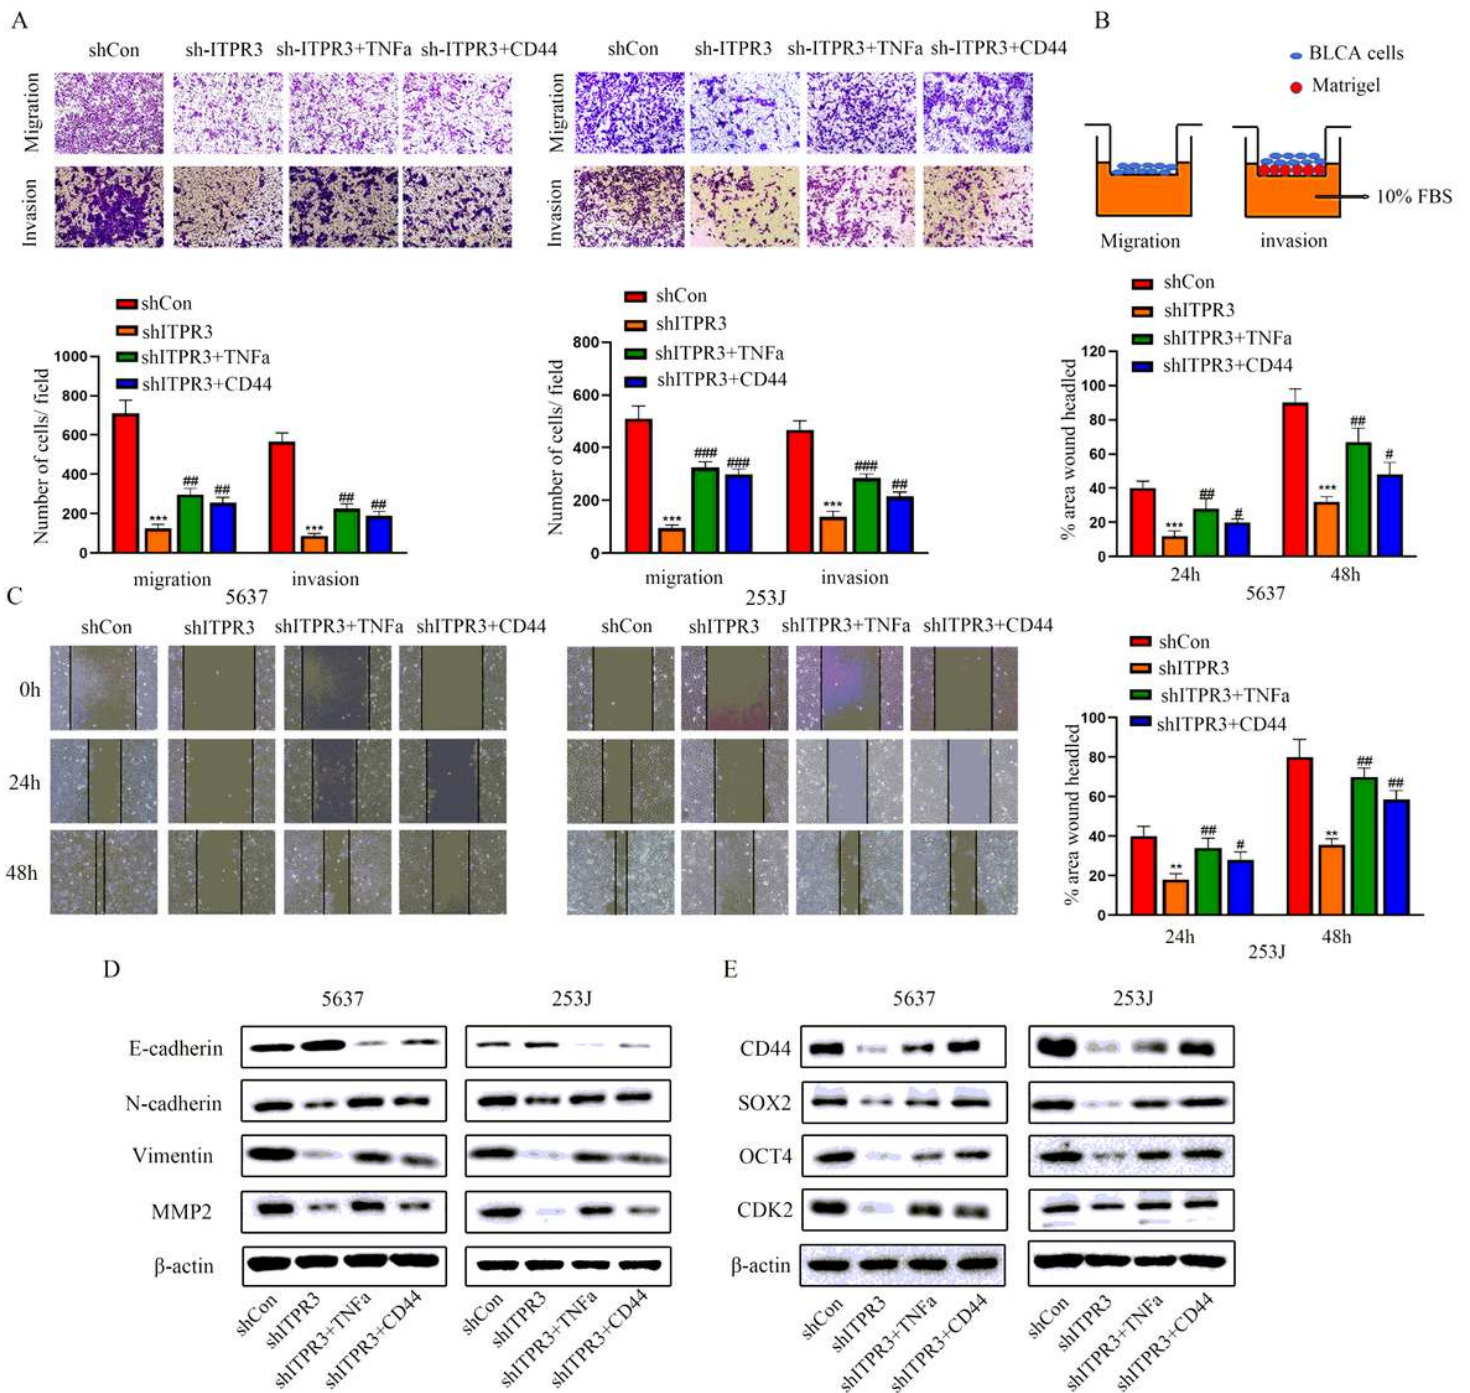 A
shCon sh-ITPR3 sh-ITPR3+TNFa sh-ITPR3+CD44
Migration
Invasion
shCon sh-ITPR3 sh-ITPR3+TNFa sh-ITPR3+CD44
Migration
Invasion
B
BLCA cells
Matrigel
10% FBS
Migration invasion
shCon
shITPR3
shITPR3+TNFa
shITPR3+CD44
Number of cells/ field
1000
800
600
400
200
0
*** ## ## *** ## ##
migration invasion
5637
shCon
shITPR3
shITPR3+TNFa
shITPR3+CD44
Number of cells/ field
800
600
400
200
0
*** ### ### *** ### ##
migration invasion
253J
shCon
shITPR3
shITPR3+TNFa
shITPR3+CD44
% area wound headled
120
100
80
60
40
20
0
*** ## # *** ## #
24h 48h
5637
C
shCon shITPR3 shITPR3+TNFa shITPR3+CD44
0h
24h
48h
shCon shITPR3 shITPR3+TNFa shITPR3+CD44
shCon
shITPR3
shITPR3+TNFa
shITPR3+CD44
% area wound headled
100
80
60
40
20
0
** ## # ** ## ##
24h 48h
253J
D
5637 253J
E-cadherin
N-cadherin
Vimentin
MMP2
β-actin
shCon shITPR3 shITPR3+TNFa shITPR3+CD44
shCon shITPR3 shITPR3+TNFa shITPR3+CD44
E
5637 253J
CD44
SOX2
OCT4
CDK2
β-actin
shCon shITPR3 shITPR3+TNFa shITPR3+CD44
shCon shITPR3 shITPR3+TNFa shITPR3+CD44